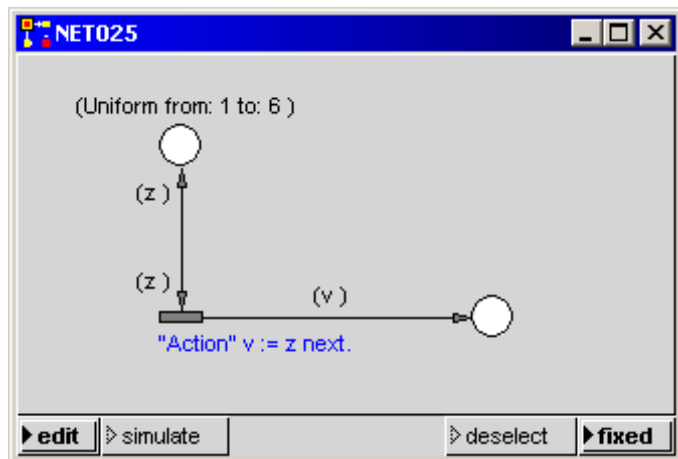 NET025
(Uniform from: 1 to: 6 )
(z )
(z )
(v )
"Action" v := z next.
edit simulate deselect fixed